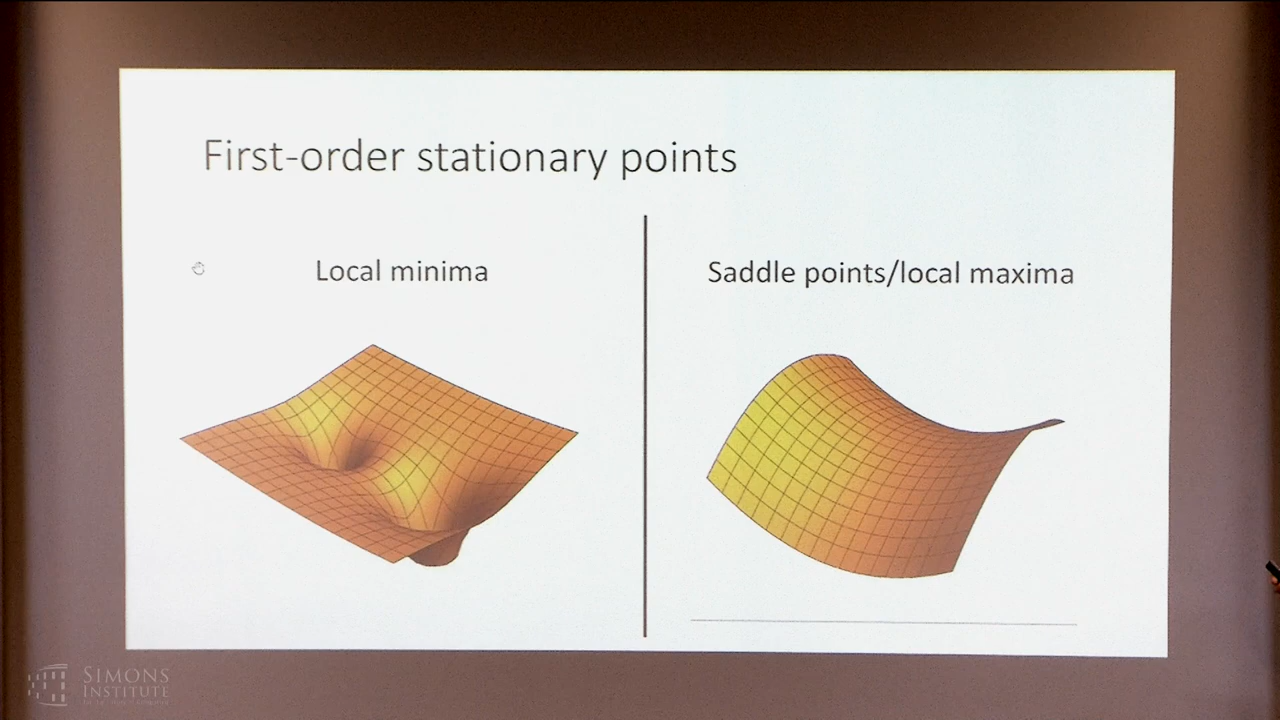 First-order stationary points
Local minima
Saddle points/local maxima
SIMONS
INSTITUTE